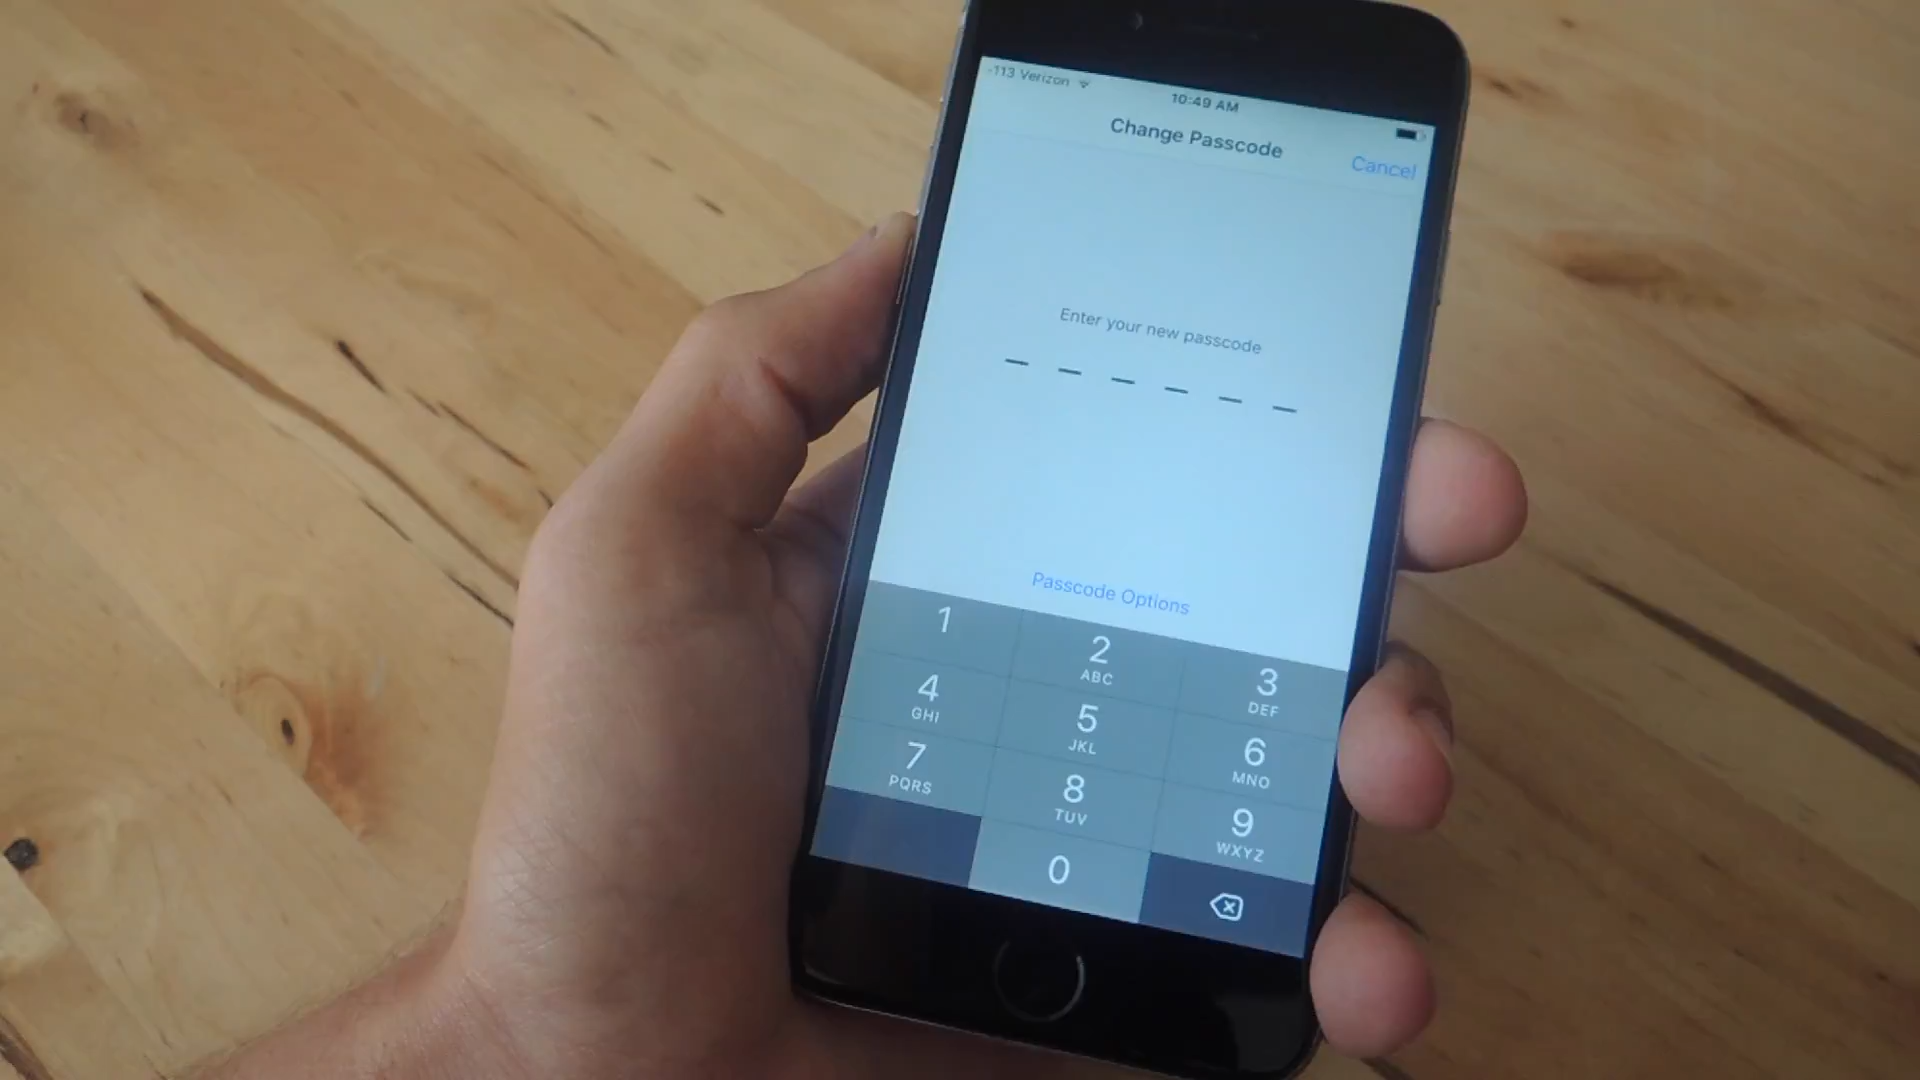 -113 Verizon
10:49 AM
Change Passcode
Cancel
Enter your new passcode
Passcode Options
1
2
ABC
3
DEF
4
GHI
5
JKL
6
MNO
7
PQRS
8
TUV
9
WXYZ
0